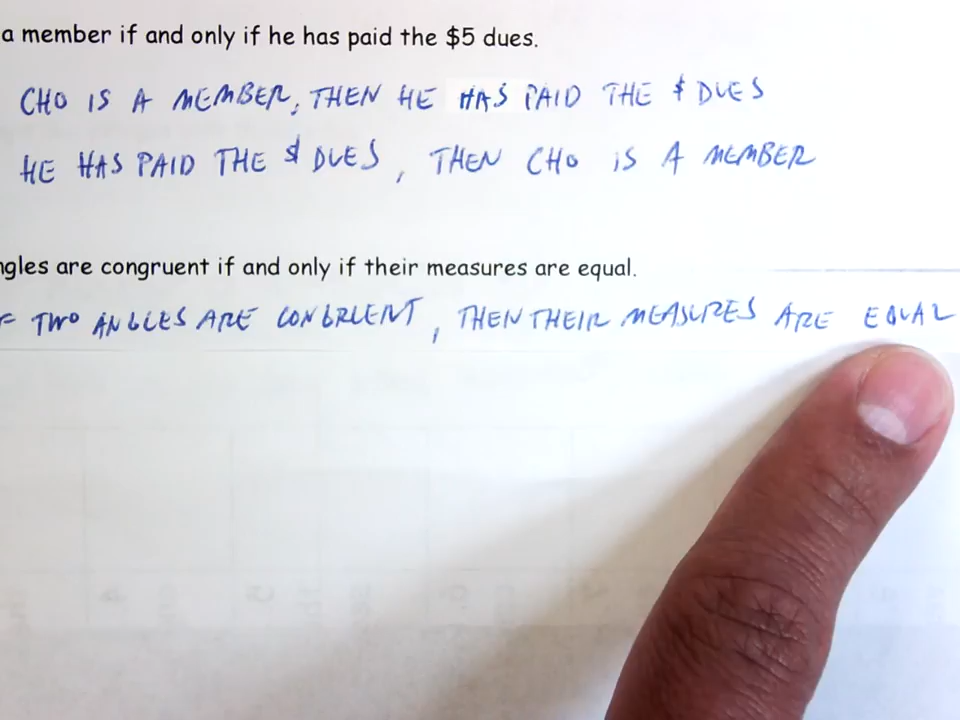 a member if and only if he has paid the $5 dues.
CHO IS A MEMBER, THEN HE HAS PAID THE $ DUES
HE HAS PAID THE $ DUES, THEN CHO IS A MEMBER
ngles are congruent if and only if their measures are equal.
F TWO ANGLES ARE CONGRUENT, THEN THEIR MEASURES ARE EQUAL